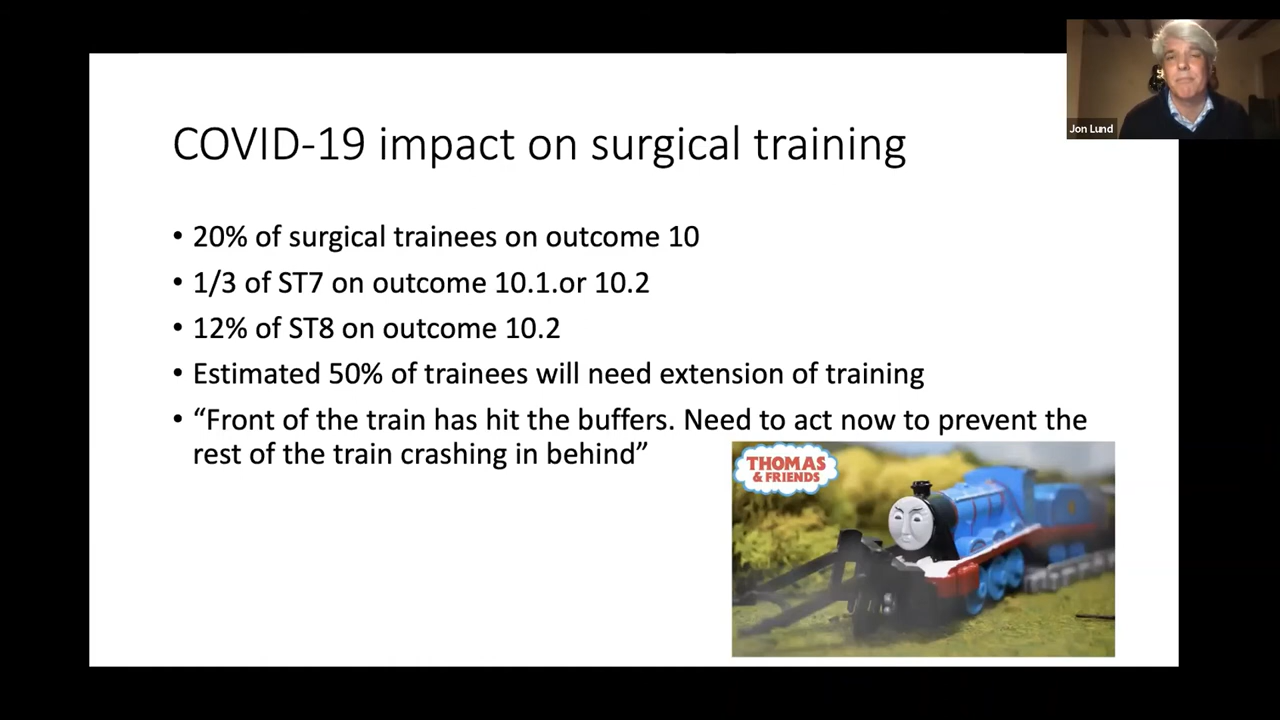 Jon Lund
COVID-19 impact on surgical training
• 20% of surgical trainees on outcome 10
• 1/3 of ST7 on outcome 10.1.or 10.2
• 12% of ST8 on outcome 10.2
• Estimated 50% of trainees will need extension of training
• “Front of the train has hit the buffers. Need to act now to prevent the
rest of the train crashing in behind”
THOMAS
& FRIENDS